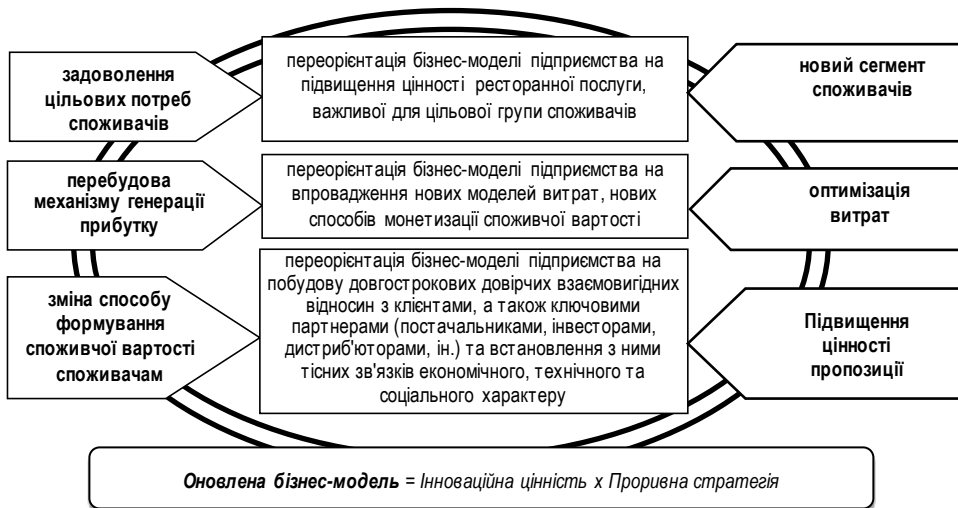 задоволення
цільових потреб
споживачів
переорієнтація бізнес-моделі підприємства на
підвищення цінності ресторанної послуги,
важливої для цільової групи споживачів
новий сегмент
споживачів
перебудова
механізму генерації
прибутку
переорієнтація бізнес-моделі підприємства на
впровадження нових моделей витрат, нових
способів монетизації споживчої вартості
оптимізація
витрат
зміна способу
формування
споживчої вартості
споживачам
переорієнтація бізнес-моделі підприємства на
побудову довгострокових довірчих взаємовигідних
відносин з клієнтами, а також ключовими
партнерами (постачальниками, інвесторами,
дистриб'юторами, ін.) та встановлення з ними
тісних зв'язків економічного, технічного та
соціального характеру
Підвищення
цінності
пропозиції
Оновлена бізнес-модель = Інноваційна цінність х Проривна стратегія